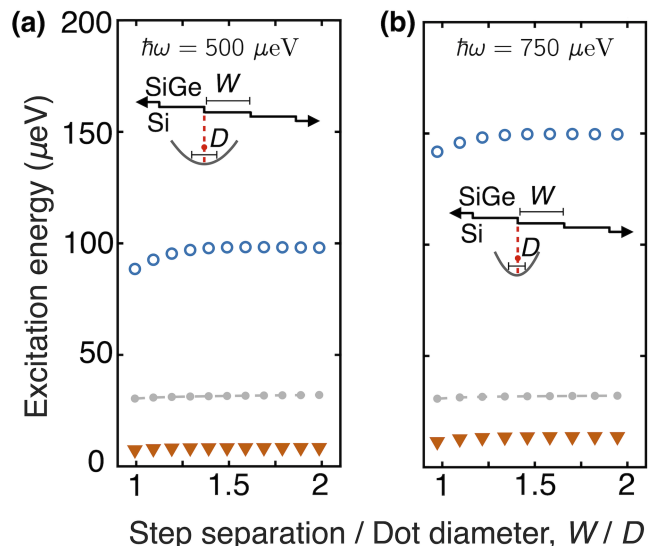 (a)
ħω = 500 μeV
SiGe
W
Si
D
(b)
ħω = 750 μeV
SiGe
W
Si
D
Excitation energy (μeV)
200
150
100
50
0
1
1.5
2
1
1.5
2
Step separation / Dot diameter, W / D